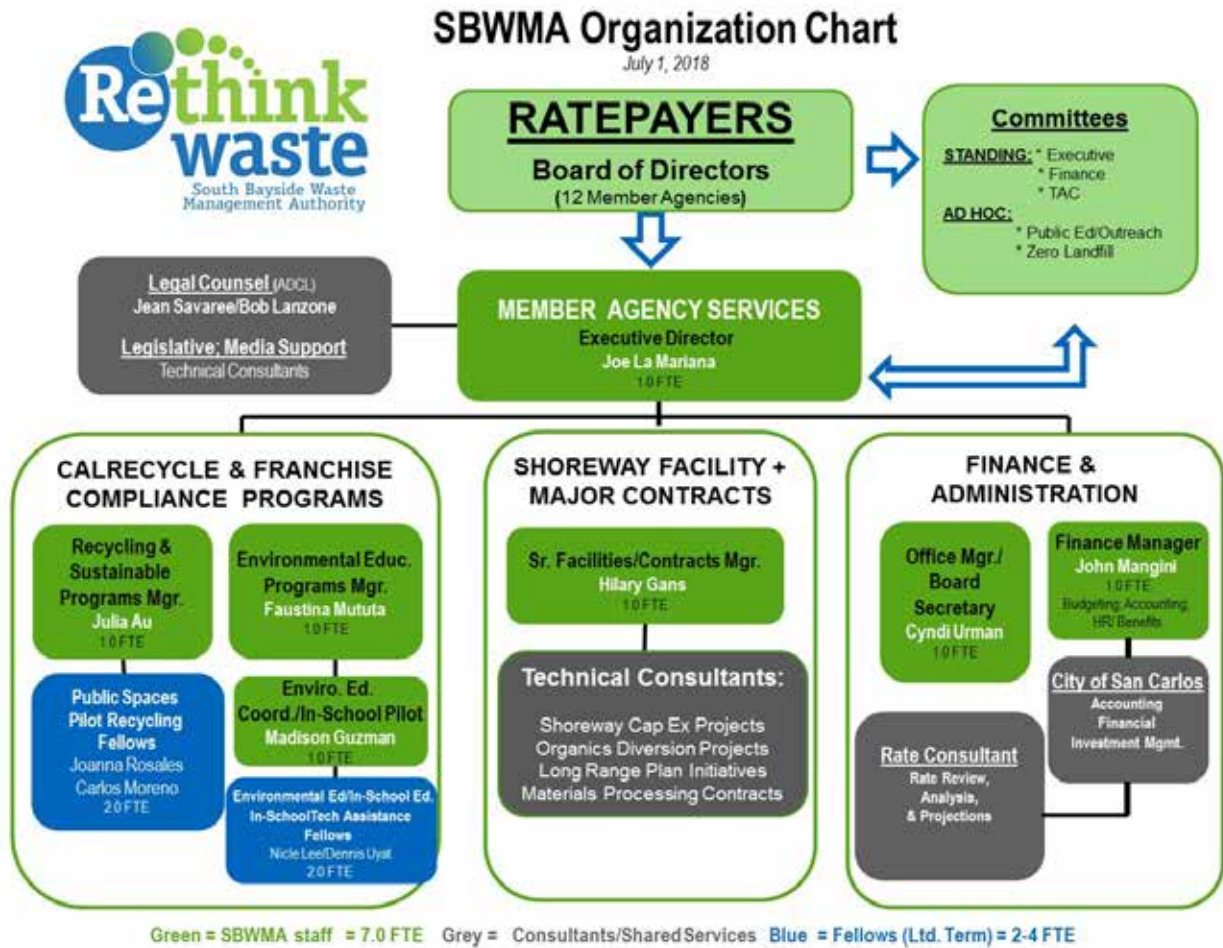 SBWMA Organization Chart
July 1, 2018
Rethink
waste
South Bayside Waste
Management Authority
RATEPAYERS
Board of Directors
(12 Member Agencies)
Committees
STANDING: * Executive
* Finance
* TAC
AD HOC:
* Public Ed/Outreach
* Zero Landfill
Legal Counsel (ADCL)
Jean Savaree/Bob Lanzone
Legislative; Media Support
Technical Consultants
MEMBER AGENCY SERVICES
Executive Director
Joe La Mariana
1.0 FTE
CALRECYCLE & FRANCHISE
COMPLIANCE PROGRAMS
Recycling &
Sustainable
Programs Mgr.
Julia Au
1.0 FTE
Public Spaces
Pilot Recycling
Fellows
Joanna Rosales
Carlos Moreno
2.0 FTE
Environmental Educ.
Programs Mgr.
Faustina Mututa
1.0 FTE
Enviro. Ed.
Coord./In-School Pilot
Madison Guzman
1.0 FTE
Environmental Ed/In-School Ed.
In-SchoolTech Assistance
Fellows
Nicle Lee/Dennis Uyat
2.0 FTE
SHOREWAY FACILITY +
MAJOR CONTRACTS
Sr. Facilities/Contracts Mgr.
Hilary Gans
1.0 FTE
Technical Consultants:
Shoreway Cap Ex Projects
Organics Diversion Projects
Long Range Plan Initiatives
Materials Processing Contracts
FINANCE &
ADMINISTRATION
Office Mgr./
Board
Secretary
Cyndi Urman
1.0 FTE
Finance Manager
John Mangini
1.0 FTE
Budgeting; Accounting;
HR/ Benefits
City of San Carlos
Accounting
Financial
Investment Mgmt.
Rate Consultant
Rate Review,
Analysis,
& Projections
Green = SBWMA staff = 7.0 FTE Grey = Consultants/Shared Services Blue = Fellows (Ltd. Term) = 2-4 FTE